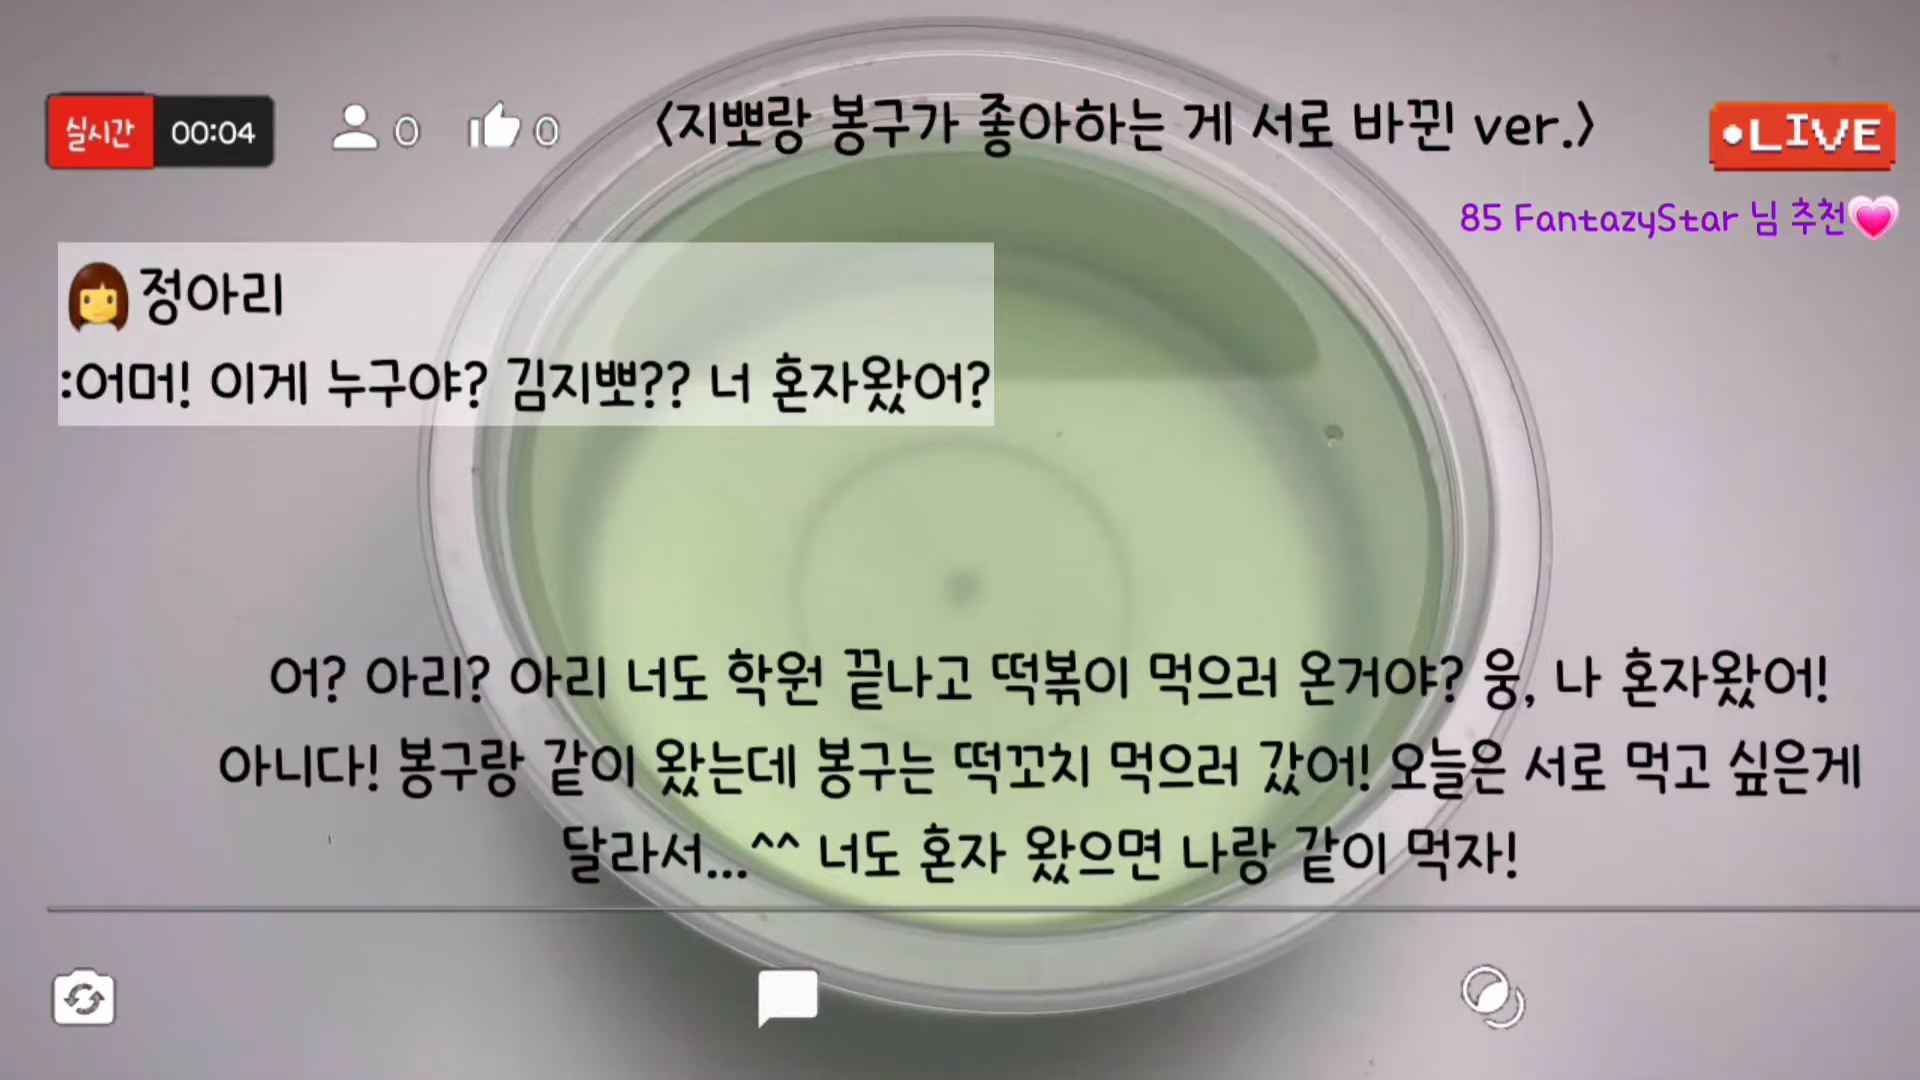 실시간 00:04 0 0 <지뽀랑 봉구가 좋아하는 게 서로 바뀐 ver.> •LIVE
85 FantazyStar 님 추천
정아리
:어머! 이게 누구야? 김지뽀?? 너 혼자왔어?
어? 아리? 아리 너도 학원 끝나고 떡볶이 먹으러 온거야? 웅, 나 혼자왔어!
아니다! 봉구랑 같이 왔는데 봉구는 떡꼬치 먹으러 갔어! 오늘은 서로 먹고 싶은게
달라서...^^ 너도 혼자 왔으면 나랑 같이 먹자!